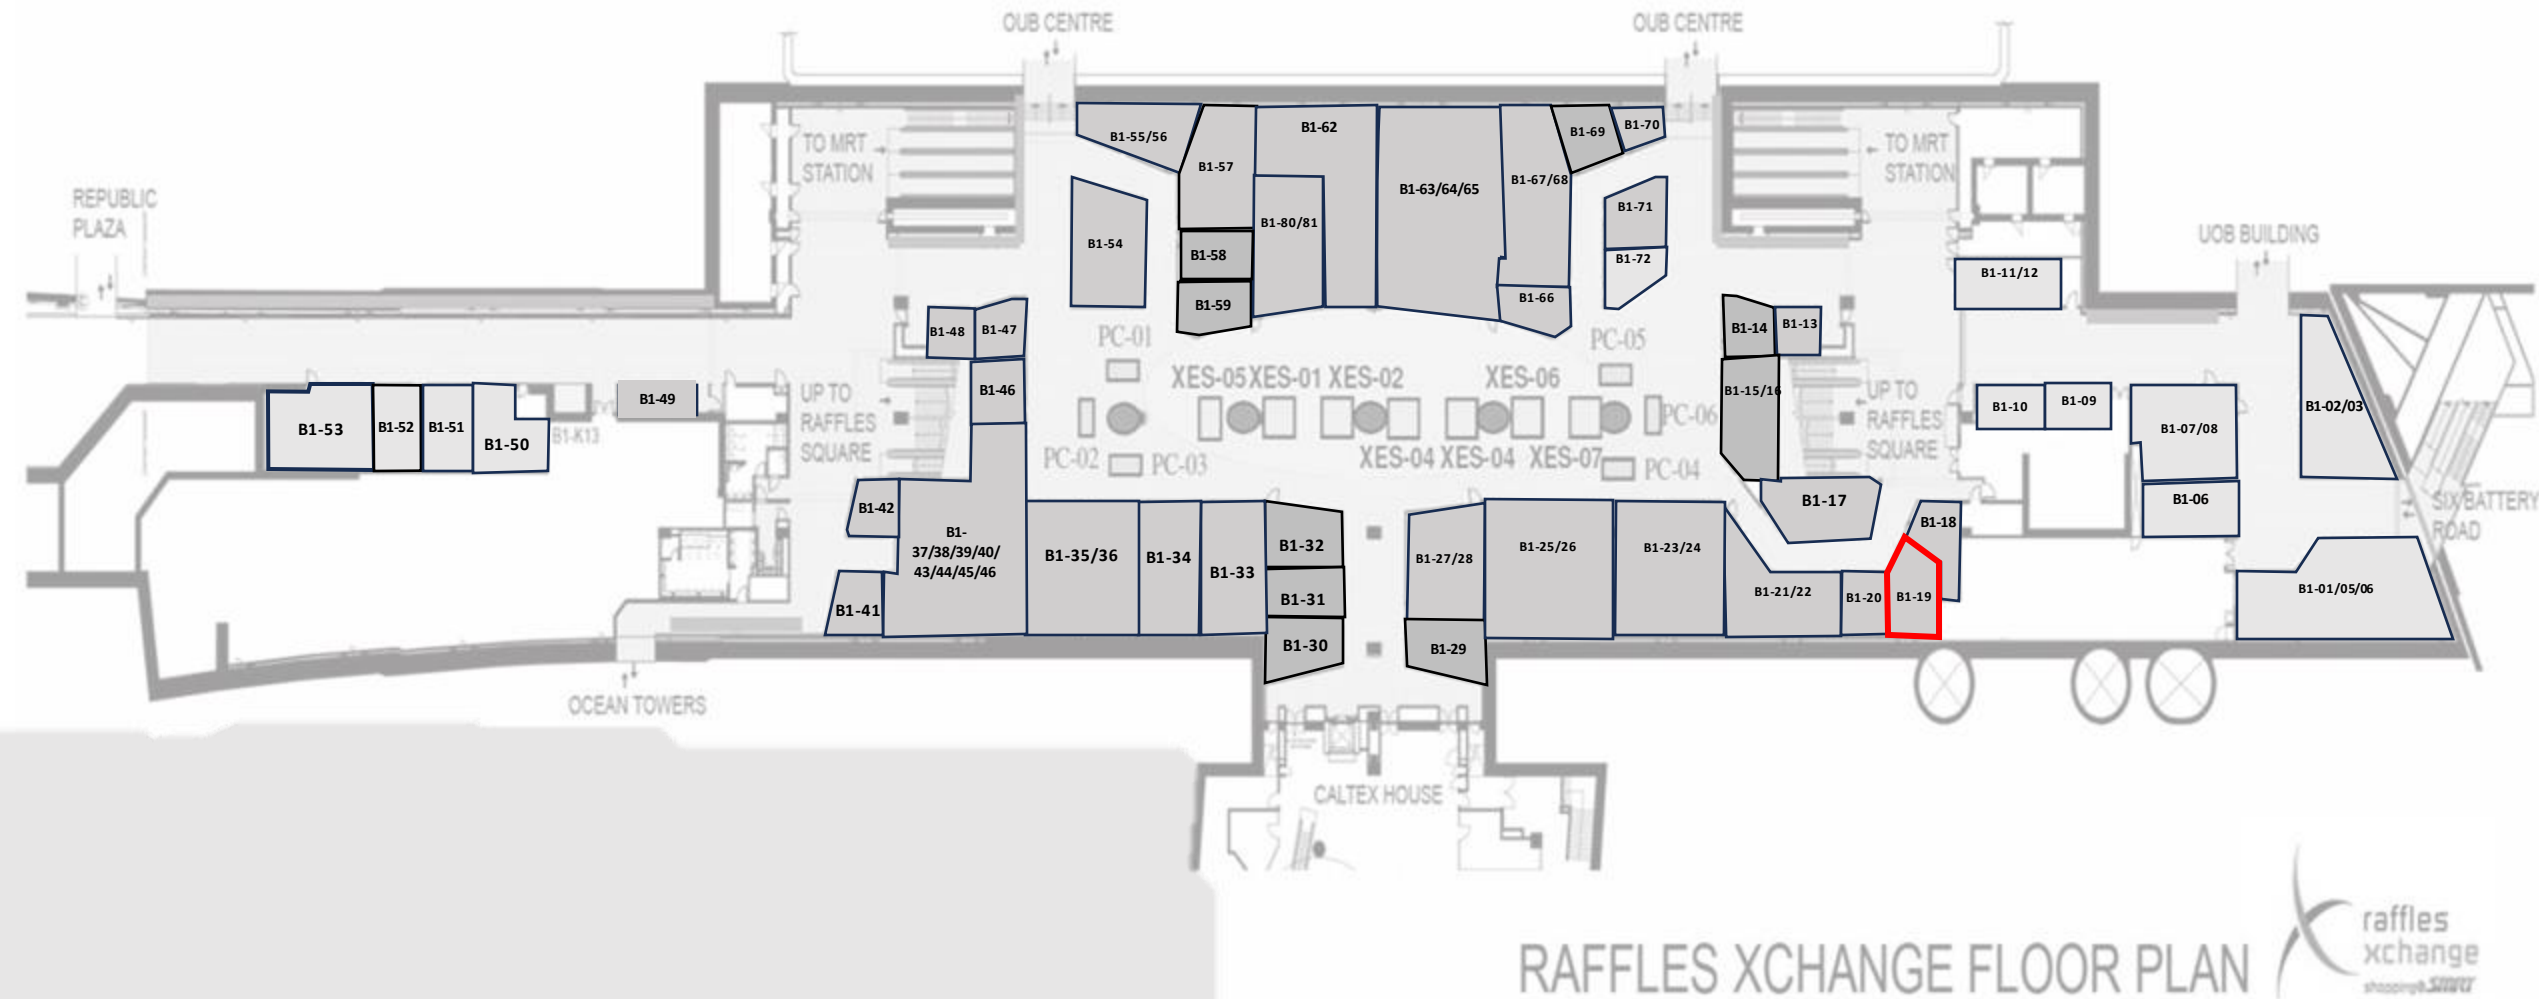 OUB CENTRE
OUB CENTRE
TO MRT
STATION
TO MRT
STATION
REPUBLIC
PLAZA
UOB BUILDING
B1-55/56
B1-57
B1-62
B1-63/64/65
B1-67/68
B1-69
B1-70
B1-54
B1-58
B1-59
B1-80/81
B1-66
B1-71
B1-72
B1-11/12
B1-48
B1-47
B1-46
B1-14
B1-13
B1-15/16
PC-01
PC-05
XES-05
XES-01
XES-02
XES-06
PC-06
PC-02
PC-03
XES-04
XES-04
XES-07
PC-04
UP TO
RAFFLES
SQUARE
UP TO
RAFFLES
SQUARE
B1-53
B1-52
B1-51
B1-50
B1-K13
B1-49
B1-10
B1-09
B1-07/08
B1-02/03
B1-06
SIX BATTERY
ROAD
B1-42
B1-
37/38/39/40/
43/44/45/46
B1-41
B1-35/36
B1-34
B1-33
B1-32
B1-31
B1-30
B1-27/28
B1-29
B1-25/26
B1-23/24
B1-21/22
B1-20
B1-19
B1-18
B1-17
B1-01/05/06
OCEAN TOWERS
CALTEX HOUSE
RAFFLES XCHANGE FLOOR PLAN
raffles
xchange